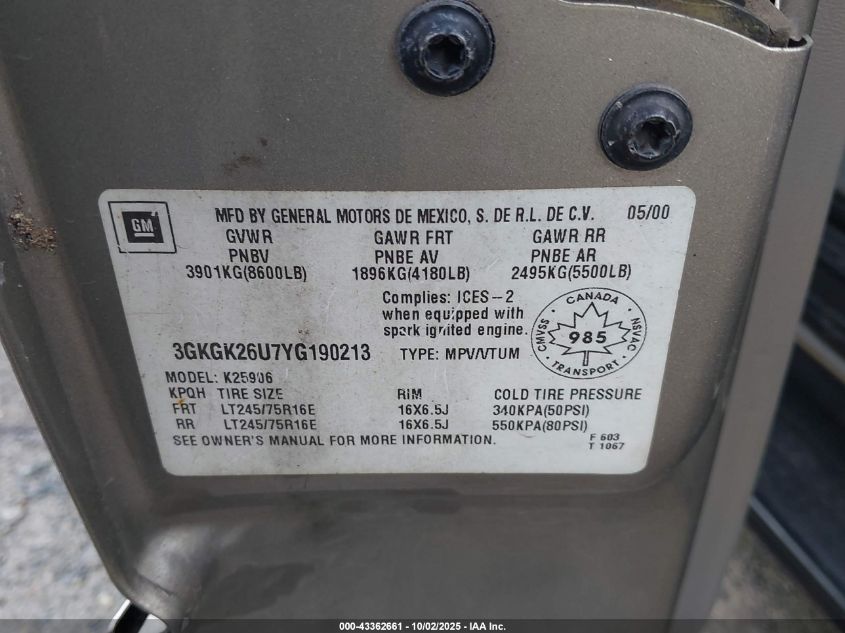 GM
MFD BY GENERAL MOTORS DE MEXICO, S. DE R.L. DE C.V. 05/00
GVWR GAWR FRT GAWR RR
PNBV PNBE AV PNBE AR
3901KG(8600LB) 1896KG(4180LB) 2495KG(5500LB)
Complies: ICES-2
when equipped with
spark ignited engine.
CANADA
CMVSS 985 NSVAC
TRANSPORT
3GKGK26U7YG190213 TYPE: MPV/VTUM
MODEL: K25906
KPQH TIRE SIZE RIM COLD TIRE PRESSURE
FRT LT245/75R16E 16X6.5J 340KPA(50PSI)
RR LT245/75R16E 16X6.5J 550KPA(80PSI)
SEE OWNER'S MANUAL FOR MORE INFORMATION.
F 603
T 1067
000-43362661 - 10/02/2025 - IAA Inc.